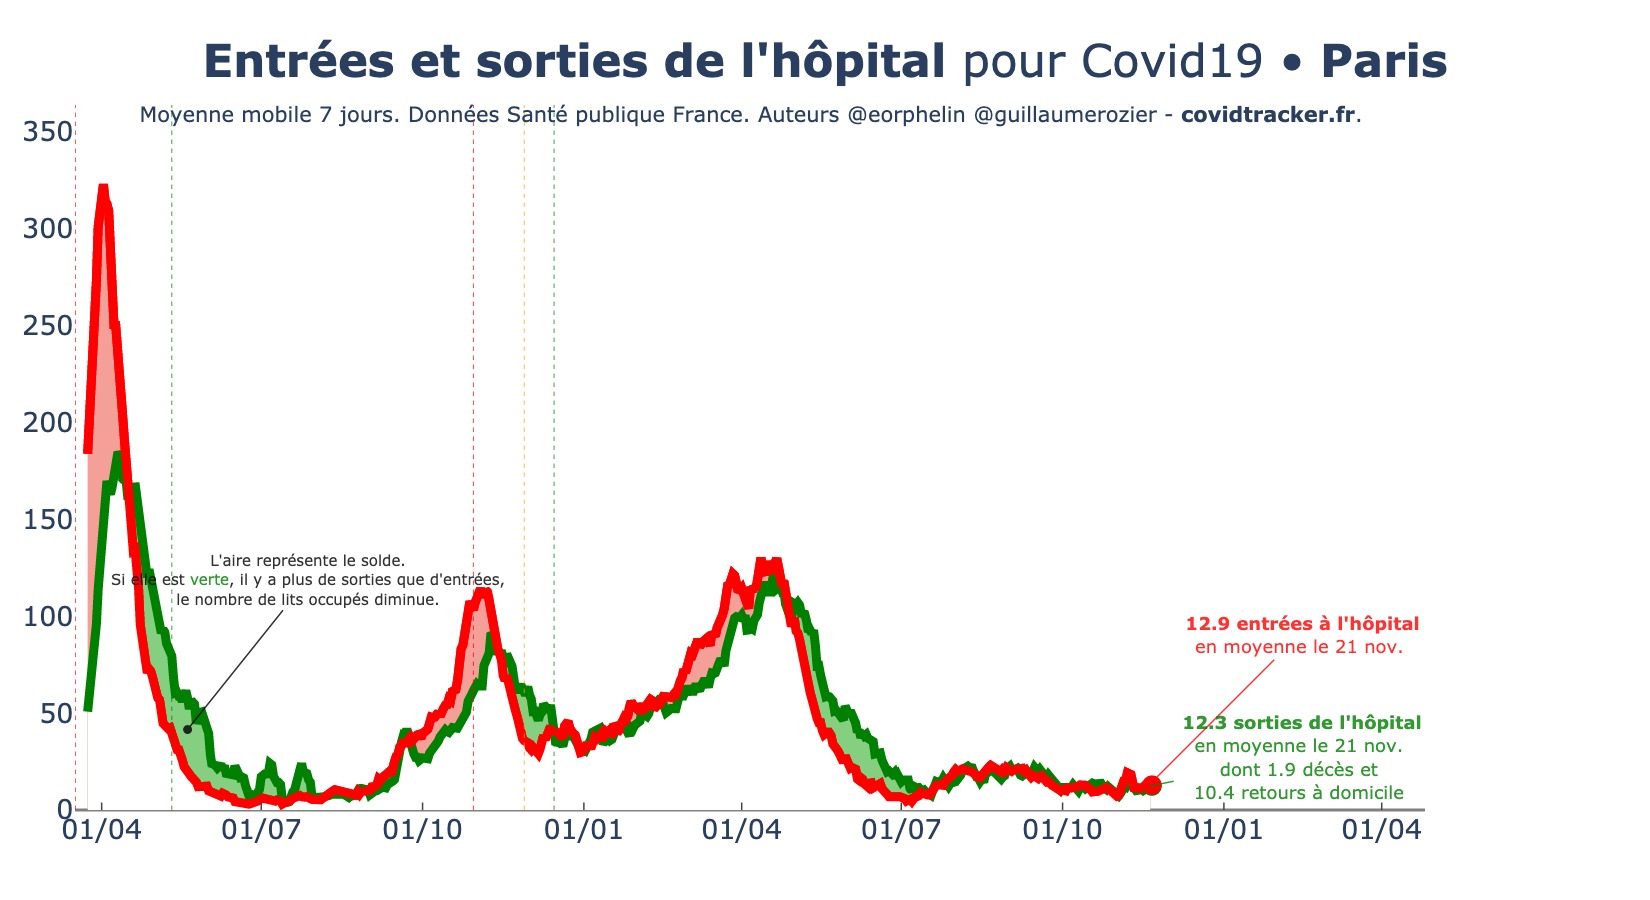 Entrées et sorties de l'hôpital pour Covid19 • Paris
Moyenne mobile 7 jours. Données Santé publique France. Auteurs @eorphelin @guillaumerozier - covidtracker.fr.
350
300
250
200
150
100
50
0
L'aire représente le solde.
Si elle est verte, il y a plus de sorties que d'entrées,
le nombre de lits occupés diminue.
12.9 entrées à l'hôpital
en moyenne le 21 nov.
12.3 sorties de l'hôpital
en moyenne le 21 nov.
dont 1.9 décès et
10.4 retours à domicile
01/04 01/07 01/10 01/01 01/04 01/07 01/10 01/01 01/04